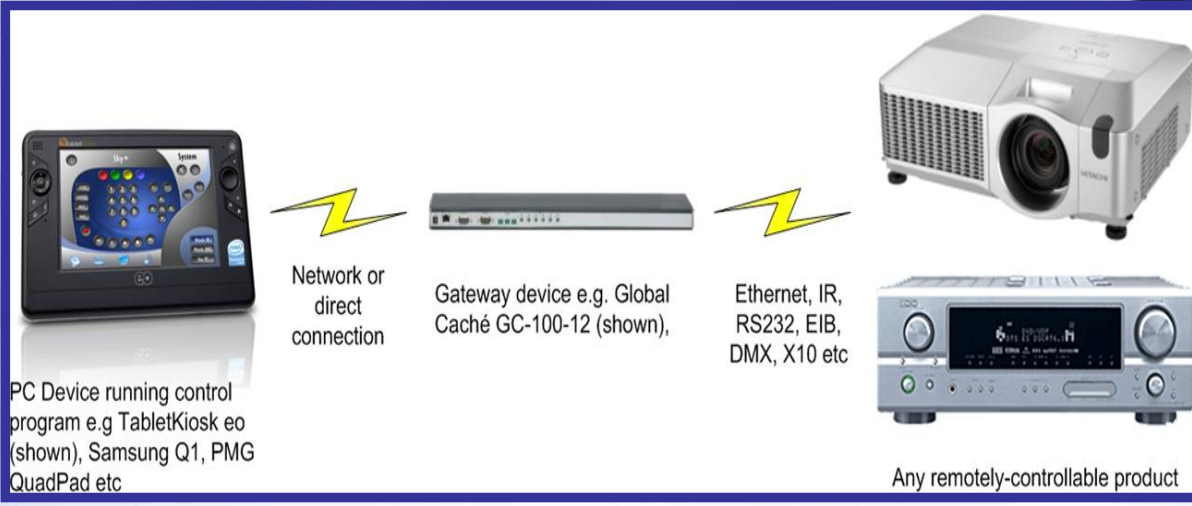 Sky+
System
eo
PC Device running control
program e.g TabletKiosk eo
(shown), Samsung Q1, PMG
QuadPad etc
Network or
direct
connection
Gateway device e.g. Global
Caché GC-100-12 (shown),
Ethernet, IR,
RS232, EIB,
DMX, X10 etc
HITACHI
Any remotely-controllable product